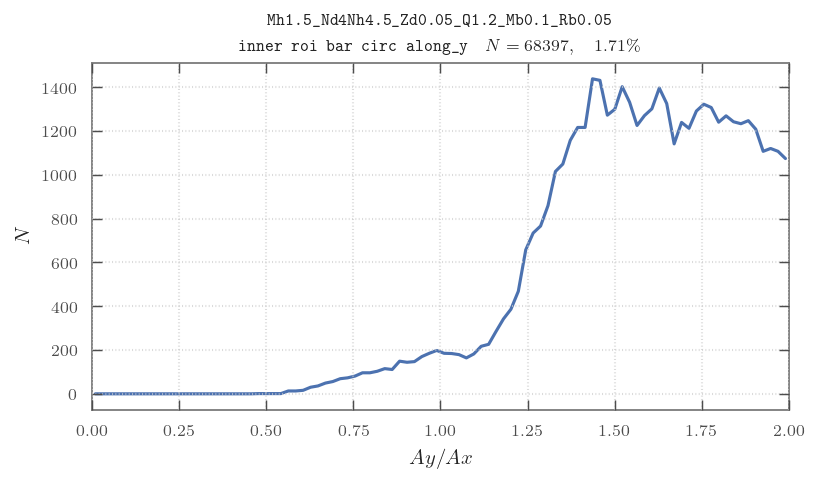 Mh1.5_Nd4Nh4.5_Zd0.05_Q1.2_Mb0.1_Rb0.05
inner roi bar circ along_y N = 68397, 1.71%
1400
1200
1000
800
600
400
200
0
N
0.00 0.25 0.50 0.75 1.00 1.25 1.50 1.75 2.00
Ay/Ax